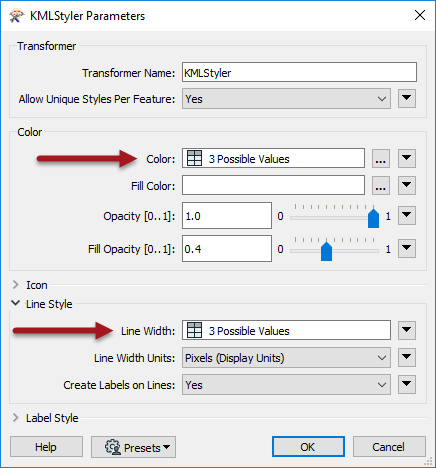 KMLStyler Parameters
Transformer
Transformer Name: KMLStyler
Allow Unique Styles Per Feature: Yes
Color
Color: 3 Possible Values ...
Fill Color: ...
Opacity [0..1]: 1.0 0 1
Fill Opacity [0..1]: 0.4 0 1
Icon
Line Style
Line Width: 3 Possible Values
Line Width Units: Pixels (Display Units)
Create Labels on Lines: Yes
Label Style
Help Presets OK Cancel